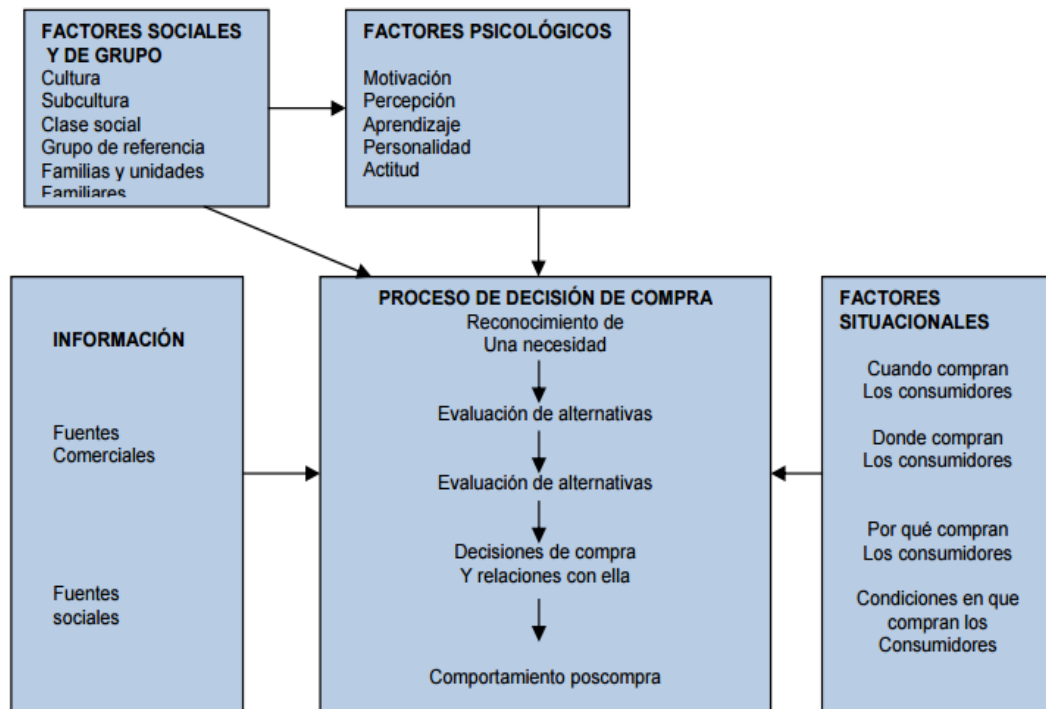 FACTORES SOCIALES
Y DE GRUPO
Cultura
Subcultura
Clase social
Grupo de referencia
Familias y unidades
Familiares
FACTORES PSICOLÓGICOS
Motivación
Percepción
Aprendizaje
Personalidad
Actitud
INFORMACIÓN
Fuentes
Comerciales
Fuentes
sociales
PROCESO DE DECISIÓN DE COMPRA
Reconocimiento de
Una necesidad
Evaluación de alternativas
Evaluación de alternativas
Decisiones de compra
Y relaciones con ella
Comportamiento poscompra
FACTORES
SITUACIONALES
Cuando compran
Los consumidores
Donde compran
Los consumidores
Por qué compran
Los consumidores
Condiciones en que
compran los
Consumidores